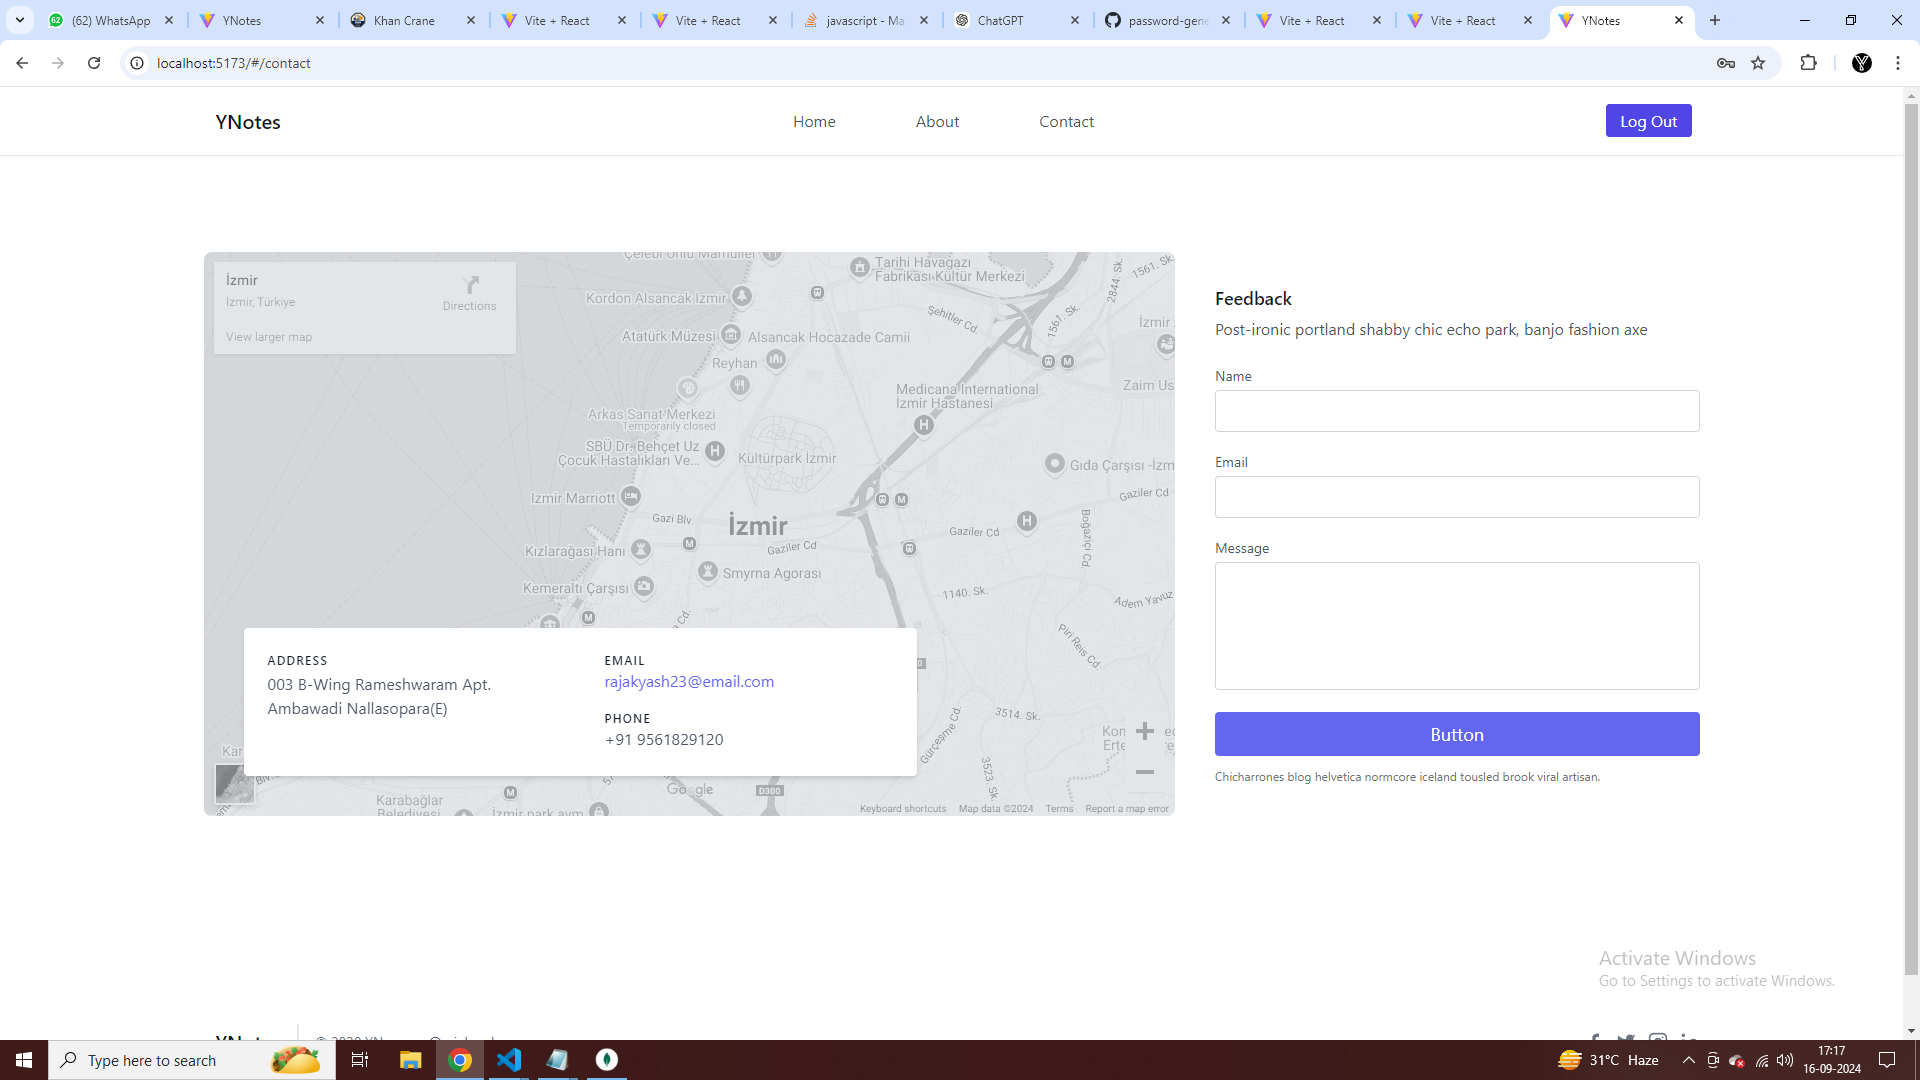 (62) WhatsApp
YNotes
Khan Crane
Vite + React
Vite + React
javascript - Ma
ChatGPT
password-gene
Vite + React
Vite + React
YNotes
localhost:5173/#/contact
YNotes
Home
About
Contact
Log Out
İzmir
İzmir, Türkiye
Directions
View larger map
Kordon Alsancak İzmir
Tarihi Havagazı
Fabrikası Kültür Merkezi
Atatürk Müzesi
Alsancak Hocazade Camii
Reyhan
Şehitler Cd.
1561. Sk.
2844. Sk.
1561. Sk.
İzmir
Arkas Sanat Merkezi
Temporarily closed
Medicana International
İzmir Hastanesi
Zaim Us
SBÜ Dr. Behçet Uz
Çocuk Hastalıkları Ve...
Kültürpark İzmir
Gıda Çarşısı -İzm
Gaziler Cd
İzmir Marriott
Gazi Blv.
İzmir
Gaziler Cd
Gaziler Cd
Boğaziçi Cd.
Kızlarağası Hanı
Kemeraltı Çarşısı
Smyrna Agorası
1140. Sk.
Adem Yavuz
Piri Reis Cd.
3514. Sk.
Gürçeşme Cd.
3523 Sk.
D300
Karabağlar
Belediyesi
İzmir park avm
Google
Keyboard shortcuts
Map data ©2024
Terms
Report a map error
ADDRESS
003 B-Wing Rameshwaram Apt.
Ambawadi Nallasopara(E)
EMAIL
rajakyash23@email.com
PHONE
+91 9561829120
Feedback
Post-ironic portland shabby chic echo park, banjo fashion axe
Name
Email
Message
Button
Chicharrones blog helvetica normcore iceland tousled brook viral artisan.
Activate Windows
Go to Settings to activate Windows.
Type here to search
31°C Haze
17:17
16-09-2024